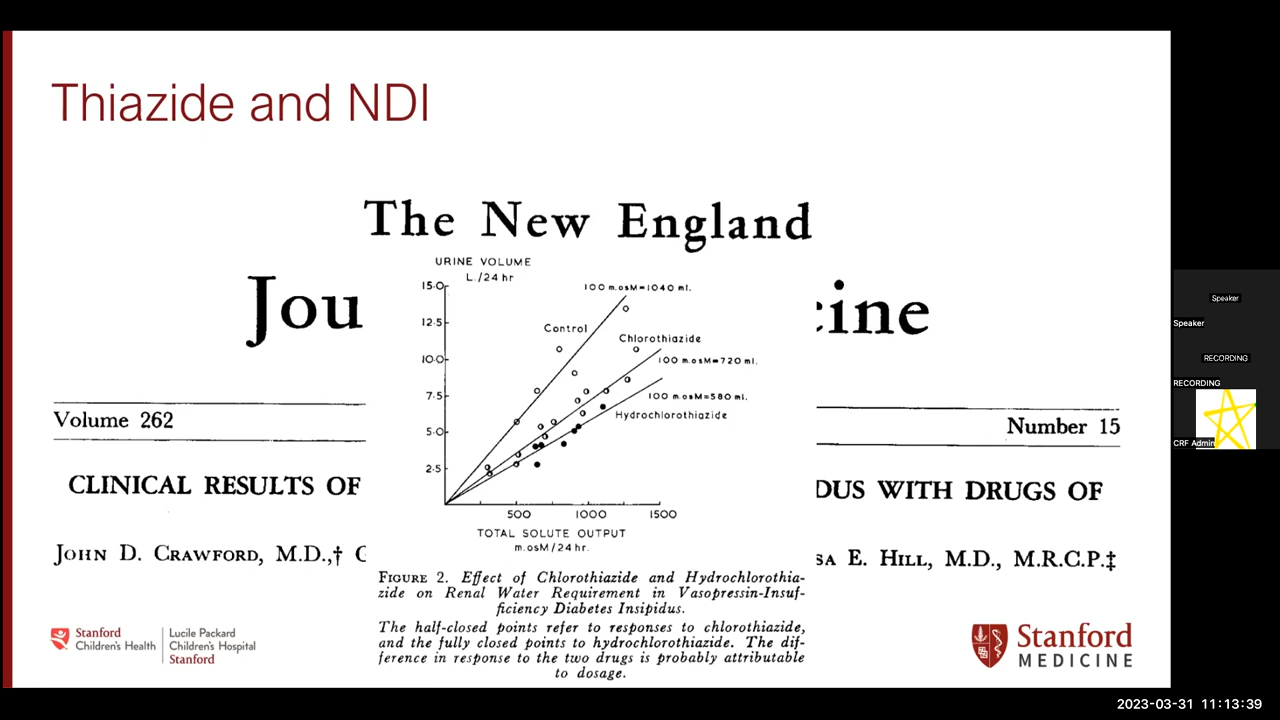 Thiazide and NDI
The New England
Jou
cine
URINE VOLUME
L./24 hr
15.0
12.5
10.0
7.5
5.0
2.5
100 m.osM=1040 ml.
Control
Chlorothiazide
100 m.osM=720 ml.
100 m.osM=580 ml.
Hydrochlorothiazide
500 1000 1500
TOTAL SOLUTE OUTPUT
m.osM/24 hr.
Volume 262
Number 15
CLINICAL RESULTS OF
DUS WITH DRUGS OF
JOHN D. CRAWFORD, M.D.,†
SA E. HILL, M.D., M.R.C.P.‡
FIGURE 2. Effect of Chlorothiazide and Hydrochlorothia-
zide on Renal Water Requirement in Vasopressin-Insuf-
ficiency Diabetes Insipidus.
The half-closed points refer to responses to chlorothiazide,
and the fully closed points to hydrochlorothiazide. The dif-
ference in response to the two drugs is probably attributable
to dosage.
Stanford
Children's Health
Lucile Packard
Children's Hospital
Stanford
Stanford
MEDICINE
Speaker
Speaker
RECORDING
RECORDING
CRF Admin
2023-03-31 11:13:39